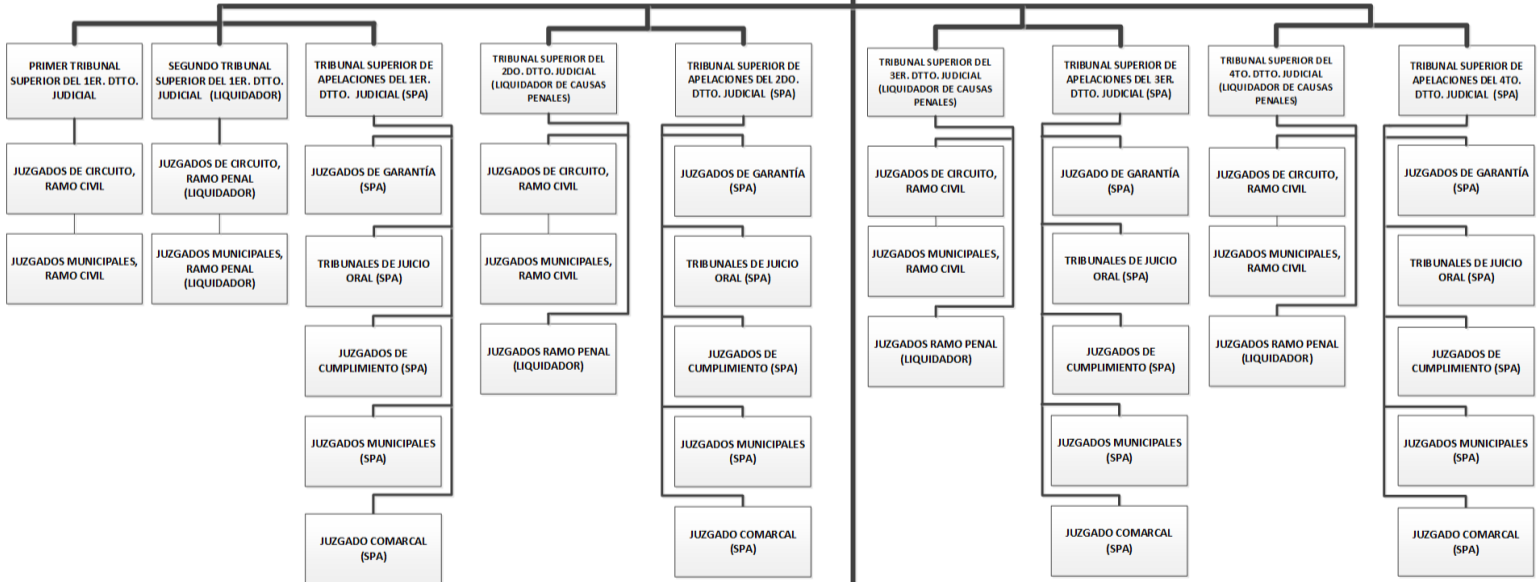 PRIMER TRIBUNAL
SUPERIOR DEL 1ER. DTTO.
JUDICIAL
SEGUNDO TRIBUNAL
SUPERIOR DEL 1ER. DTTO.
JUDICIAL (LIQUIDADOR)
TRIBUNAL SUPERIOR DE
APELACIONES DEL 1ER.
DTTO. JUDICIAL (SPA)
TRIBUNAL SUPERIOR DEL
2DO. DTTO. JUDICIAL
(LIQUIDADOR DE CAUSAS
PENALES)
TRIBUNAL SUPERIOR DE
APELACIONES DEL 2DO.
DTTO. JUDICIAL (SPA)
TRIBUNAL SUPERIOR DEL
3ER. DTTO. JUDICIAL
(LIQUIDADOR DE CAUSAS
PENALES)
TRIBUNAL SUPERIOR DE
APELACIONES DEL 3ER.
DTTO. JUDICIAL (SPA)
TRIBUNAL SUPERIOR DEL
4TO. DTTO. JUDICIAL
(LIQUIDADOR DE CAUSAS
PENALES)
TRIBUNAL SUPERIOR DE
APELACIONES DEL 4TO.
DTTO. JUDICIAL (SPA)
JUZGADOS DE CIRCUITO,
RAMO CIVIL
JUZGADOS DE CIRCUITO,
RAMO PENAL
(LIQUIDADOR)
JUZGADOS DE GARANTÍA
(SPA)
JUZGADOS DE CIRCUITO,
RAMO CIVIL
JUZGADOS DE GARANTÍA
(SPA)
JUZGADOS DE CIRCUITO,
RAMO CIVIL
JUZGADO DE GARANTÍA
(SPA)
JUZGADOS DE CIRCUITO,
RAMO CIVIL
JUZGADOS DE GARANTÍA
(SPA)
JUZGADOS MUNICIPALES,
RAMO CIVIL
JUZGADOS MUNICIPALES,
RAMO PENAL
(LIQUIDADOR)
TRIBUNALES DE JUICIO
ORAL (SPA)
JUZGADOS MUNICIPALES,
RAMO CIVIL
TRIBUNALES DE JUICIO
ORAL (SPA)
JUZGADOS MUNICIPALES,
RAMO CIVIL
TRIBUNALES DE JUICIO
ORAL (SPA)
JUZGADOS MUNICIPALES,
RAMO CIVIL
TRIBUNALES DE JUICIO
ORAL (SPA)
JUZGADOS DE
CUMPLIMIENTO (SPA)
JUZGADOS RAMO PENAL
(LIQUIDADOR)
JUZGADOS DE
CUMPLIMIENTO (SPA)
JUZGADOS RAMO PENAL
(LIQUIDADOR)
JUZGADOS DE
CUMPLIMIENTO (SPA)
JUZGADOS RAMO PENAL
(LIQUIDADOR)
JUZGADOS DE
CUMPLIMIENTO (SPA)
JUZGADOS MUNICIPALES
(SPA)
JUZGADOS MUNICIPALES
(SPA)
JUZGADOS MUNICIPALES
(SPA)
JUZGADOS MUNICIPALES
(SPA)
JUZGADO COMARCAL
(SPA)
JUZGADO COMARCAL
(SPA)
JUZGADO COMARCAL
(SPA)
JUZGADO COMARCAL
(SPA)